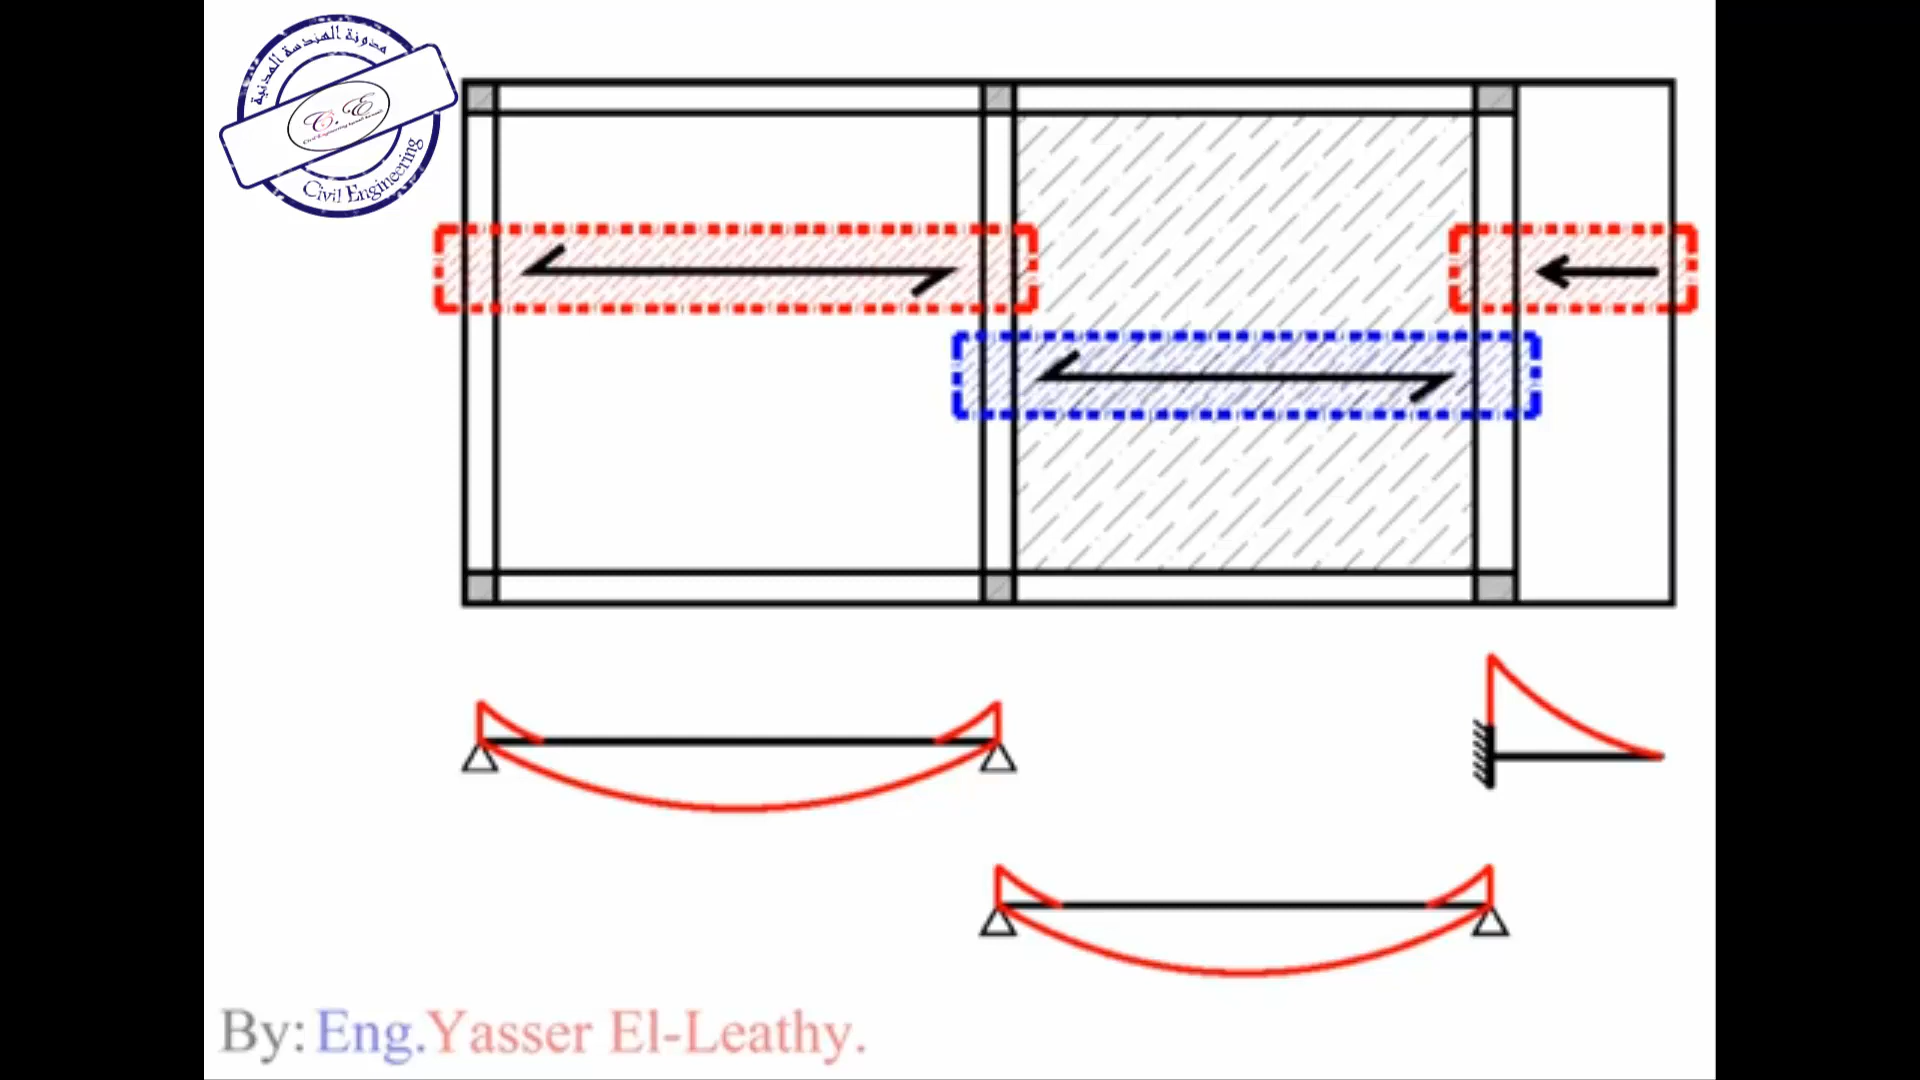 مدونة الهندسة المدنية
C.E
Civil Engineering
By: Eng.Yasser El-Leathy.